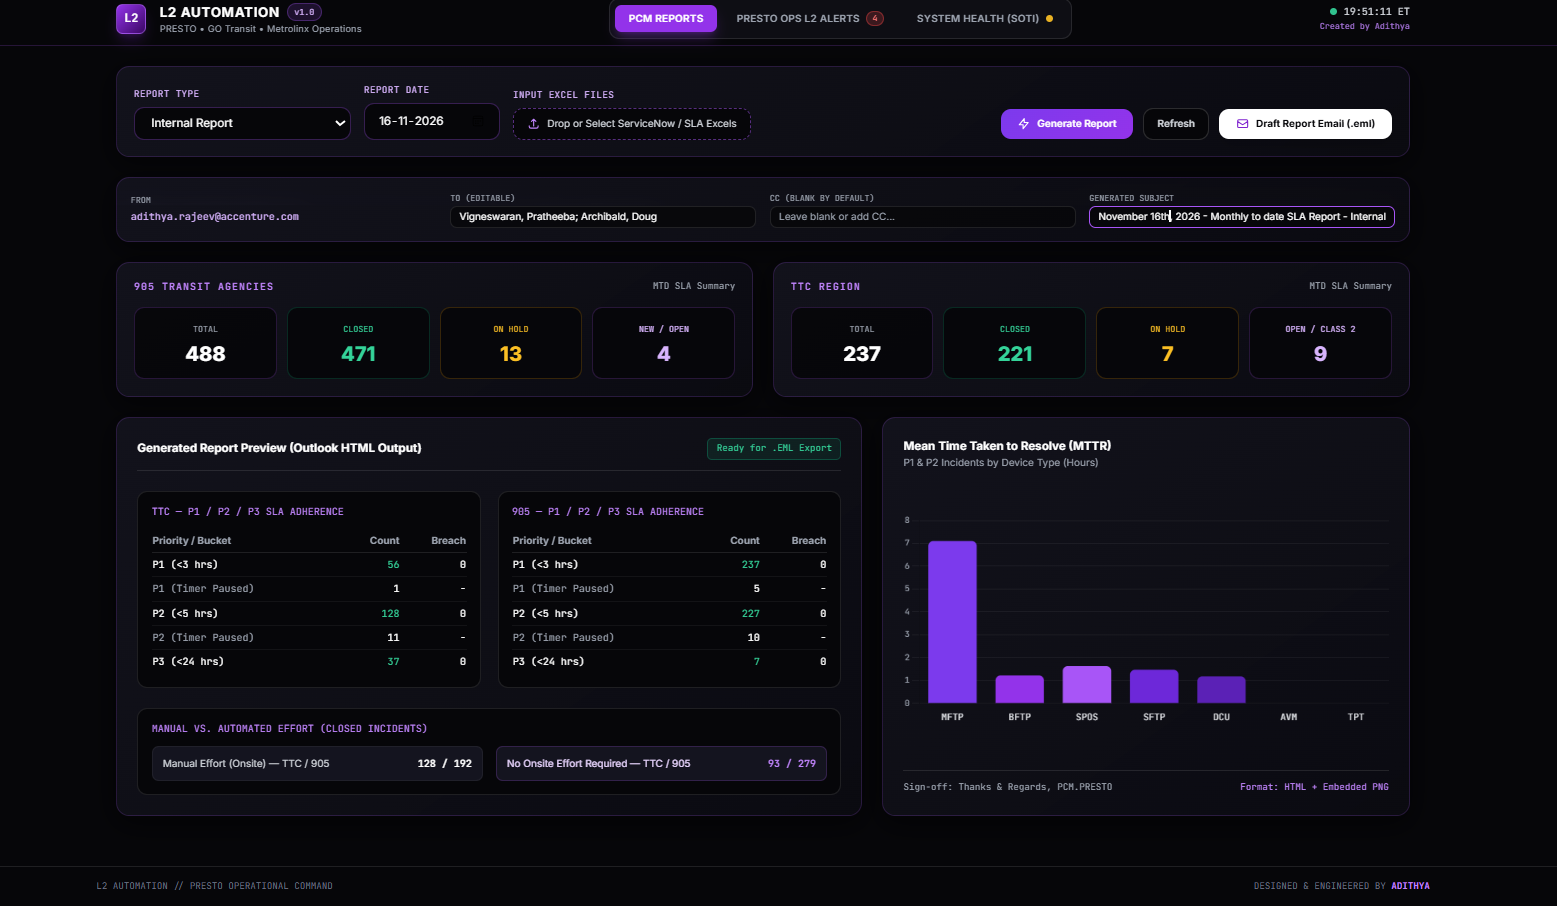 L2
L2 AUTOMATION v1.0
PRESTO • GO Transit • Metrolinx Operations
PCM REPORTS
PRESTO OPS L2 ALERTS 4
SYSTEM HEALTH (SOTI)
19:51:11 ET
Created by Adithya
REPORT TYPE
Internal Report
REPORT DATE
16-11-2026
INPUT EXCEL FILES
Drop or Select ServiceNow / SLA Excels
Generate Report
Refresh
Draft Report Email (.eml)
FROM
adithya.rajeev@accenture.com
TO (EDITABLE)
Vigneswaran, Pratheeba; Archibald, Doug
CC (BLANK BY DEFAULT)
Leave blank or add CC...
GENERATED SUBJECT
November 16th, 2026 - Monthly to date SLA Report - Internal
905 TRANSIT AGENCIES
MTD SLA Summary
TOTAL
488
CLOSED
471
ON HOLD
13
NEW / OPEN
4
TTC REGION
MTD SLA Summary
TOTAL
237
CLOSED
221
ON HOLD
7
OPEN / CLASS 2
9
Generated Report Preview (Outlook HTML Output)
Ready for .EML Export
TTC — P1 / P2 / P3 SLA ADHERENCE
Priority / Bucket Count Breach
P1 (<3 hrs) 56 0
P1 (Timer Paused) 1 -
P2 (<5 hrs) 128 0
P2 (Timer Paused) 11 -
P3 (<24 hrs) 37 0
905 — P1 / P2 / P3 SLA ADHERENCE
Priority / Bucket Count Breach
P1 (<3 hrs) 237 0
P1 (Timer Paused) 5 -
P2 (<5 hrs) 227 0
P2 (Timer Paused) 10 -
P3 (<24 hrs) 7 0
MANUAL VS. AUTOMATED EFFORT (CLOSED INCIDENTS)
Manual Effort (Onsite) — TTC / 905 128 / 192
No Onsite Effort Required — TTC / 905 93 / 279
Mean Time Taken to Resolve (MTTR)
P1 & P2 Incidents by Device Type (Hours)
8
7
6
5
4
3
2
1
0
MFTP BFTP SPOS SFTP DCU AVM TPT
Sign-off: Thanks & Regards, PCM.PRESTO
Format: HTML + Embedded PNG
L2 AUTOMATION // PRESTO OPERATIONAL COMMAND
DESIGNED & ENGINEERED BY ADITHYA